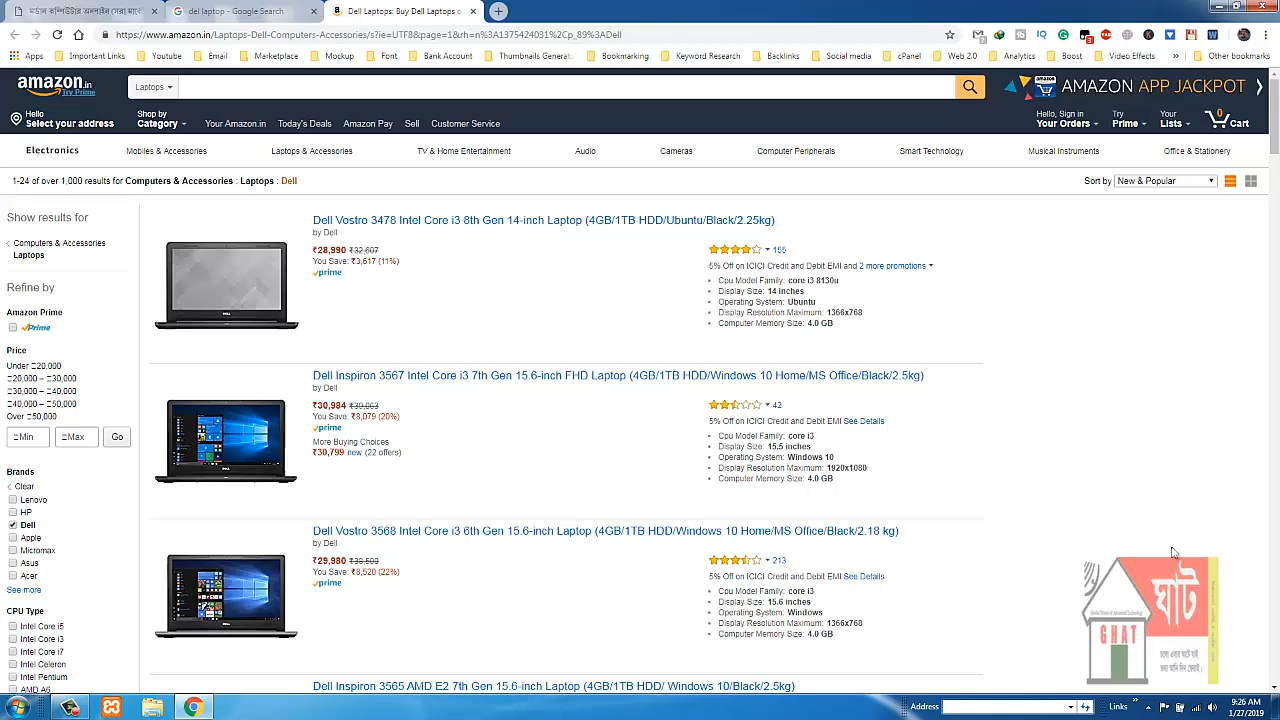 ভার্ডান কম্পিউটার অনলাইন সেরা মার্কে
del laptop - Google Search
Dell Laptops: Buy Dell Laptops o
https://www.amazon.in/Laptops-Dell-Computers-Accessories/s?ie=UTF8&page=1&rh=n%3A1375424031%2Cp_89%3ADell
Apps Important Links Youtube Email Marketplace Mockup Font Bank Account Thumbnails Generato Bookmarking Keyword Research Backlinks Social media cPanel Web 2.0 Analytics Boost Video Effects » Other bookmarks
amazon.in Try Prime
Laptops
AMAZON APP JACKPOT
Hello
Select your address
Shop by
Category
Your Amazon.in Today's Deals Amazon Pay Sell Customer Service
Hello, Sign in
Your Orders
Try
Prime
Your
Lists
0
Cart
Electronics Mobiles & Accessories Laptops & Accessories TV & Home Entertainment Audio Cameras Computer Peripherals Smart Technology Musical Instruments Office & Stationery
1-24 of over 1,000 results for Computers & Accessories : Laptops : Dell
Sort by New & Popular
Show results for
Computers & Accessories
Laptops
Refine by
Amazon Prime
Prime
Price
Under 20,000
20,000 – 30,000
30,000 – 40,000
40,000 – 50,000
Over 50,000
Min Max Go
Brands
Clear
Lenovo
HP
Dell
Apple
Micromax
Asus
Acer
See more
CPU Type
Intel Core i5
Intel Core i3
Intel Core i7
Intel Celeron
Intel Pentium
AMD A6
Dell Vostro 3478 Intel Core i3 8th Gen 14-inch Laptop (4GB/1TB HDD/Ubuntu/Black/2.25kg)
by Dell
₹28,990 ₹32,607
You Save: ₹3,617 (11%)
prime
155
5% Off on ICICI Credit and Debit EMI and 2 more promotions
Cpu Model Family: core i3 8130u
Display Size: 14 inches
Operating System: Ubuntu
Display Resolution Maximum: 1366x768
Computer Memory Size: 4.0 GB
Dell Inspiron 3567 Intel Core i3 7th Gen 15.6-inch FHD Laptop (4GB/1TB HDD/Windows 10 Home/MS Office/Black/2.5kg)
by Dell
₹30,984 ₹39,063
You Save: ₹8,079 (20%)
prime
More Buying Choices
₹30,799 new (22 offers)
42
5% Off on ICICI Credit and Debit EMI See Details
Cpu Model Family: core i3
Display Size: 15.5 inches
Operating System: Windows 10
Display Resolution Maximum: 1920x1080
Computer Memory Size: 4.0 GB
Dell Vostro 3568 Intel Core i3 6th Gen 15.6-inch Laptop (4GB/1TB HDD/Windows 10 Home/MS Office/Black/2.18 kg)
by Dell
₹29,980 ₹38,500
You Save: ₹8,520 (22%)
prime
213
5% Off on ICICI Credit and Debit EMI See Details
Cpu Model Family: core i3
Display Size: 15.6 inches
Operating System: Windows
Display Resolution Maximum: 1366x768
Computer Memory Size: 4.0 GB
Dell Inspiron 3565 AMD E2 7th Gen 15.6-inch Laptop (4GB/1TB HDD/ Windows 10/Black/2.5kg)
GHAT
ঘাট
Address
Links
9:26 AM
1/27/2019